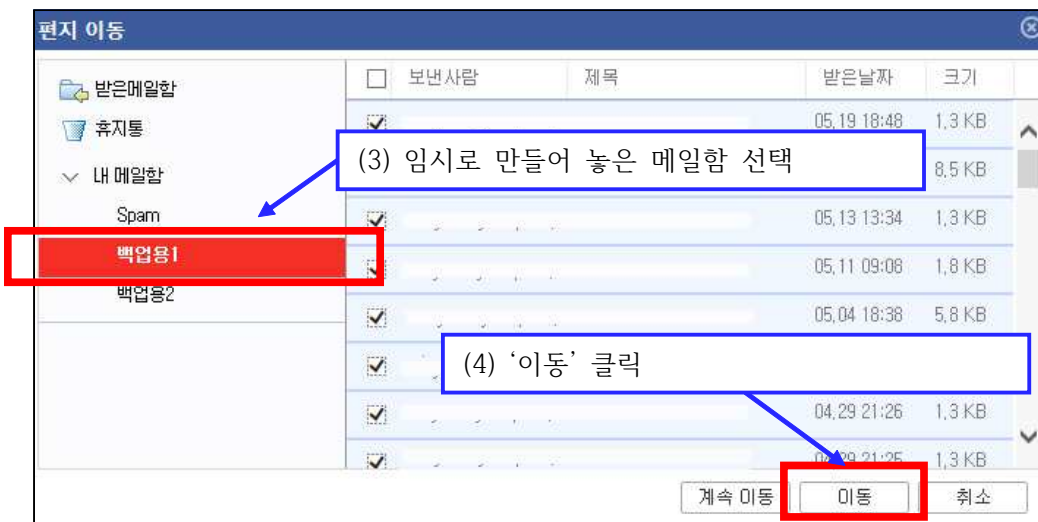 편지 이동
받은메일함
휴지통
내 메일함
Spam
백업용1
백업용2
보낸사람 제목 받은날짜 크기
05,19 18:48 1,3 KB
(3) 임시로 만들어 놓은 메일함 선택
8,5 KB
05,13 13:34 1,3 KB
05,11 09:08 1,8 KB
05,04 18:38 5,8 KB
(4) ‘이동’ 클릭
04,29 21:26 1,3 KB
04,29 21:25 1,3 KB
계속 이동 이동 취소